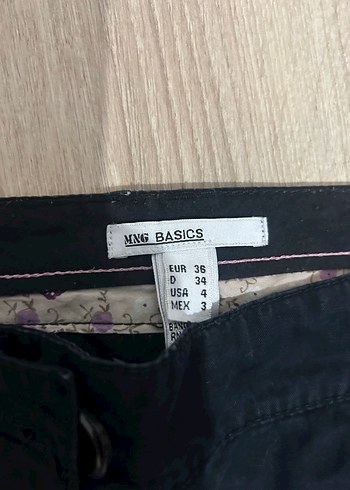 MNG BASICS
EUR 36
D 34
USA 4
MEX 3